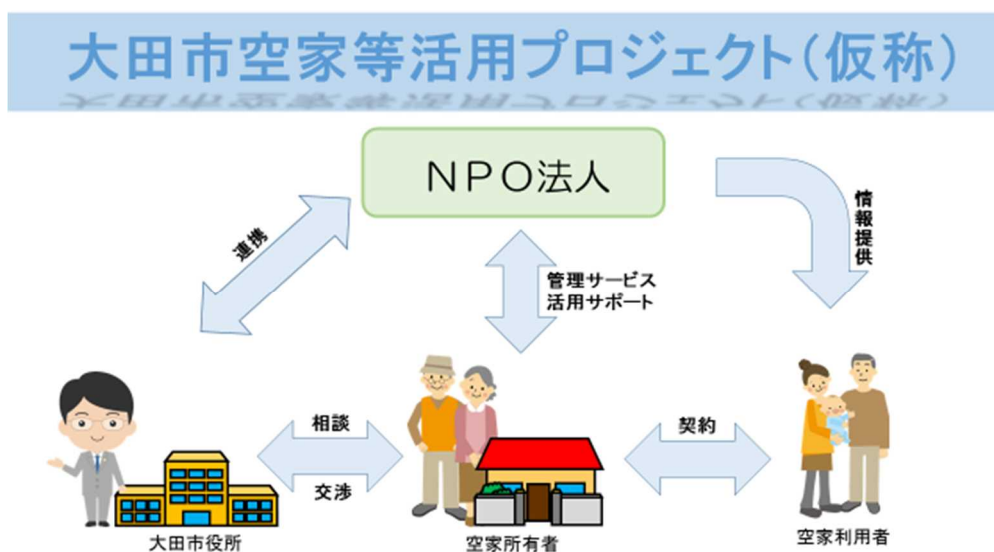 大田市空家等活用プロジェクト(仮称)
NPO法人
連携
管理サービス
活用サポート
情報提供
相談
交渉
契約
大田市役所
空家所有者
空家利用者